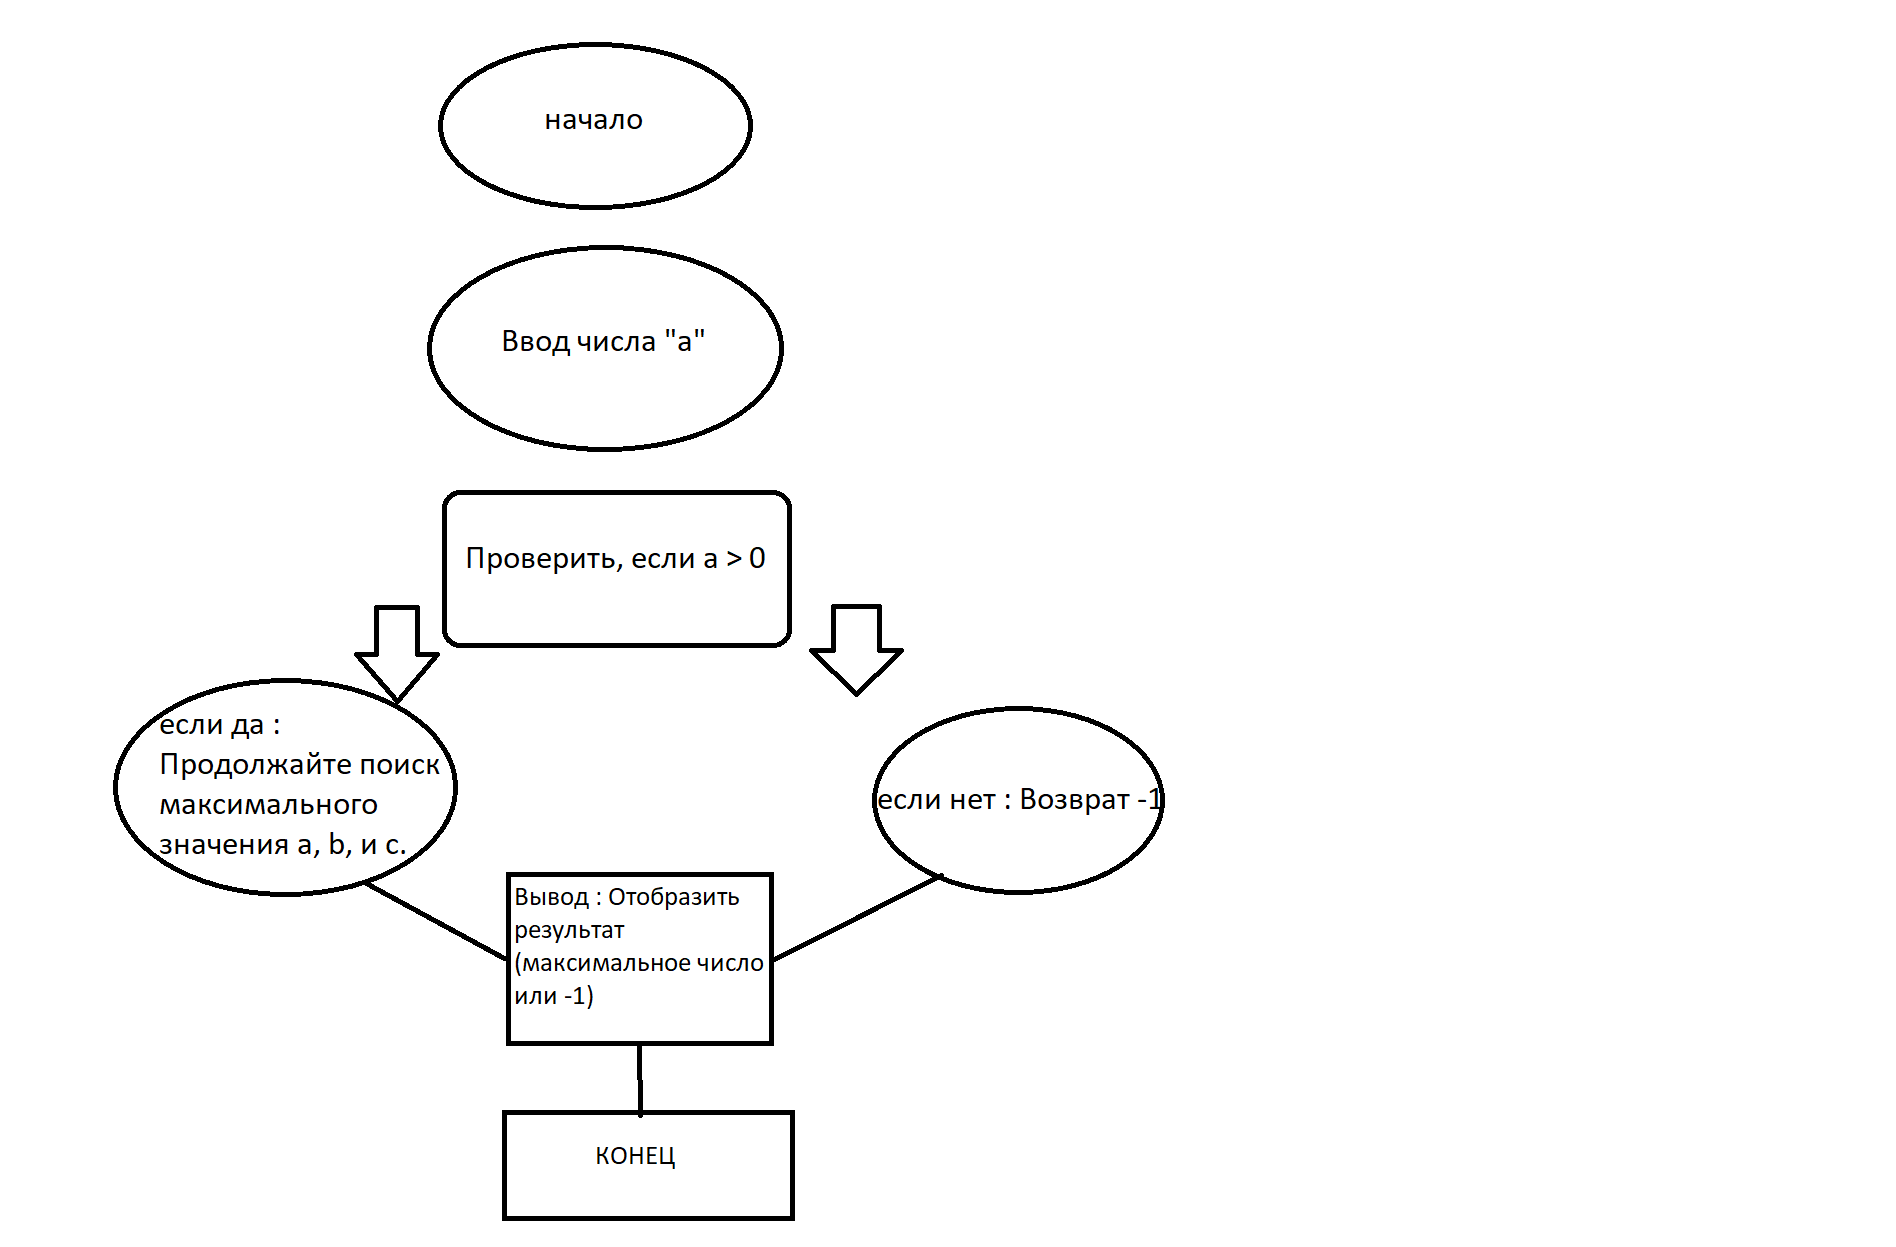 начало
Ввод числа "a"
Проверить, если a > 0
если да :
Продолжайте поиск
максимального
значения a, b, и c.
если нет : Возврат -1
Вывод : Отобразить
результат
(максимальное число
или -1)
КОНЕЦ